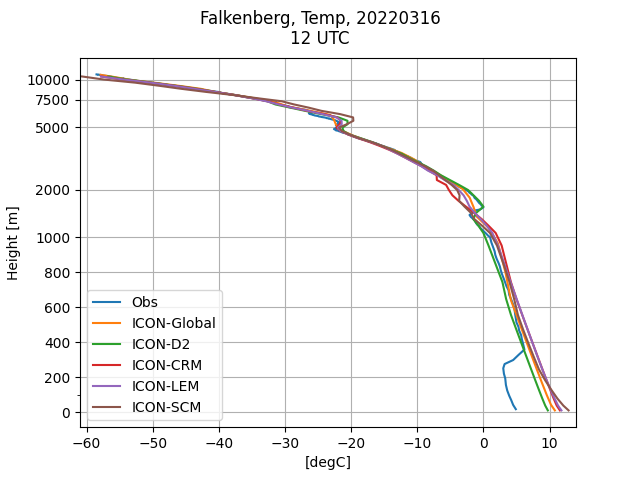 Falkenberg, Temp, 20220316
12 UTC
Height [m]
10000
7500
5000
2000
1000
800
600
400
200
0
Obs
ICON-Global
ICON-D2
ICON-CRM
ICON-LEM
ICON-SCM
−60 −50 −40 −30 −20 −10 0 10
[degC]